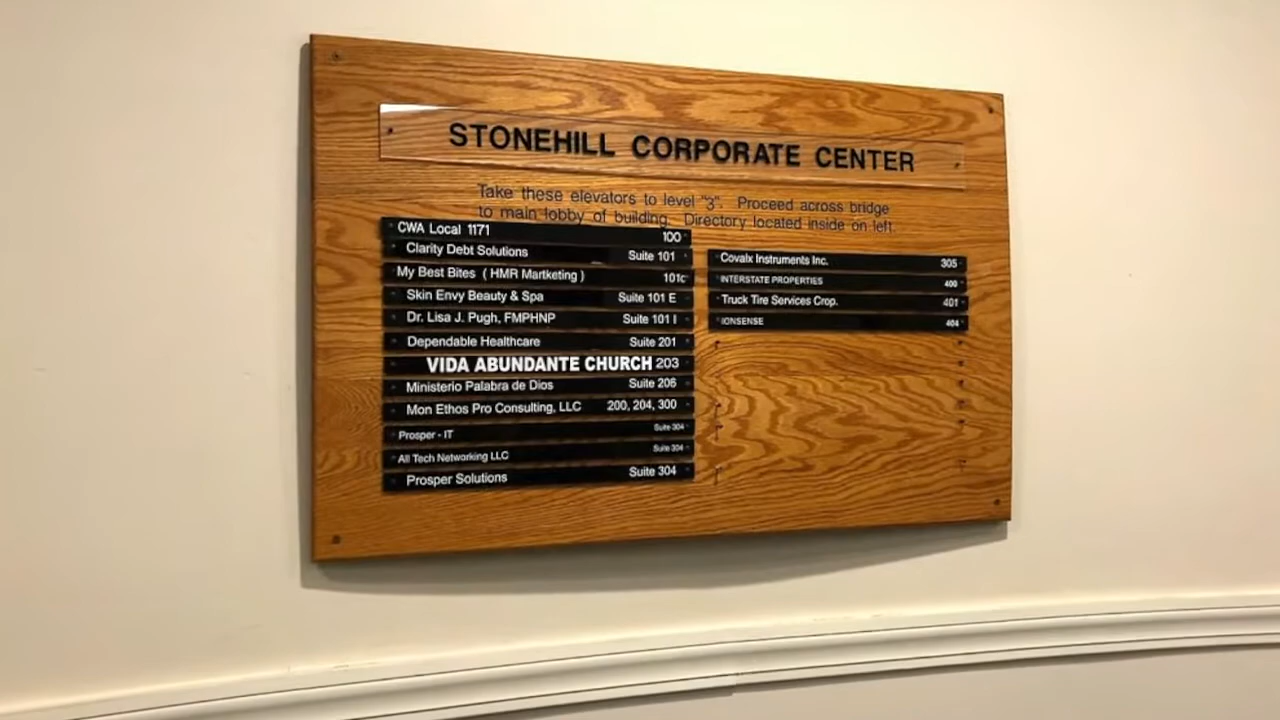 STONEHILL CORPORATE CENTER
Take these elevators to level "3". Proceed across bridge
to main lobby of building. Directory located inside on left.
CWA Local 1171 100
Clarity Debt Solutions Suite 101
My Best Bites ( HMR Martketing ) 101c
Skin Envy Beauty & Spa Suite 101 E
Dr. Lisa J. Pugh, FMPHNP Suite 101 I
Dependable Healthcare Suite 201
VIDA ABUNDANTE CHURCH 203
Ministerio Palabra de Dios Suite 206
Mon Ethos Pro Consulting, LLC 200, 204, 300
Prosper - IT Suite 304
All Tech Networking LLC Suite 304
Prosper Solutions Suite 304
Covalx Instruments Inc. 305
INTERSTATE PROPERTIES 400
Truck Tire Services Crop. 401
IONSENSE 404